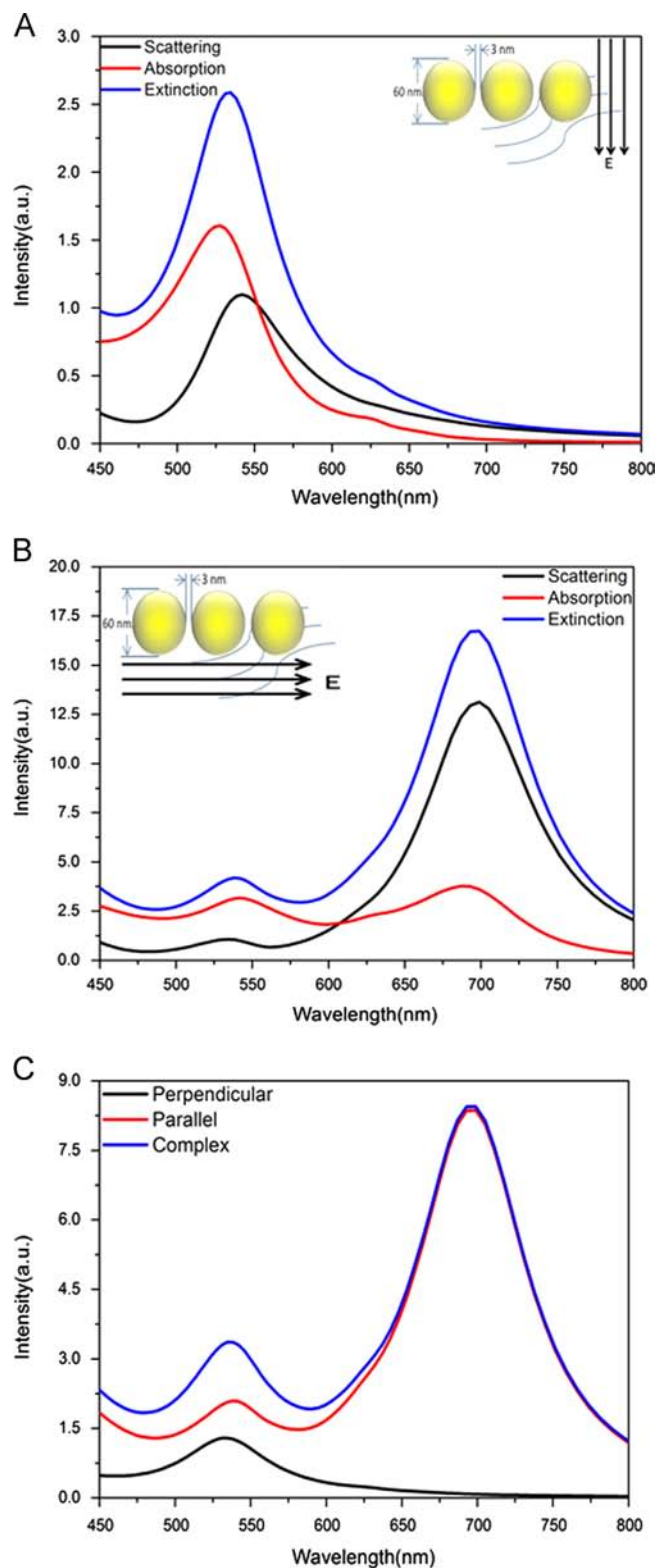 A
3.0
2.5
2.0
1.5
1.0
0.5
0.0
Intensity(a.u.)
Scattering
Absorption
Extinction
60 nm
3 nm
E
450 500 550 600 650 700 750 800
Wavelength(nm)
B
20.0
17.5
15.0
12.5
10.0
7.5
5.0
2.5
0.0
Intensity(a.u.)
3 nm
60 nm
E
Scattering
Absorption
Extinction
450 500 550 600 650 700 750 800
Wavelength(nm)
C
9.0
7.5
6.0
4.5
3.0
1.5
0.0
Intensity(a.u.)
Perpendicular
Parallel
Complex
450 500 550 600 650 700 750 800
Wavelength(nm)